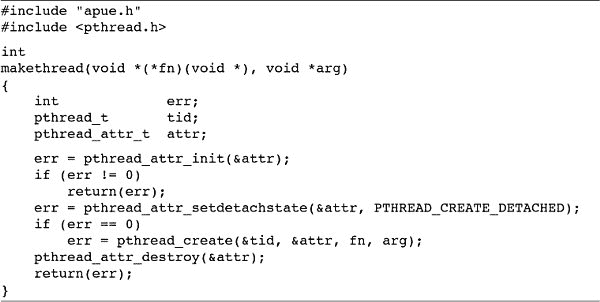 #include "apue.h"
#include <pthread.h>
int
makethread(void *(*fn)(void *), void *arg)
{
    int             err;
    pthread_t       tid;
    pthread_attr_t  attr;
    err = pthread_attr_init(&attr);
    if (err != 0)
        return(err);
    err = pthread_attr_setdetachstate(&attr, PTHREAD_CREATE_DETACHED);
    if (err == 0)
        err = pthread_create(&tid, &attr, fn, arg);
    pthread_attr_destroy(&attr);
    return(err);
}